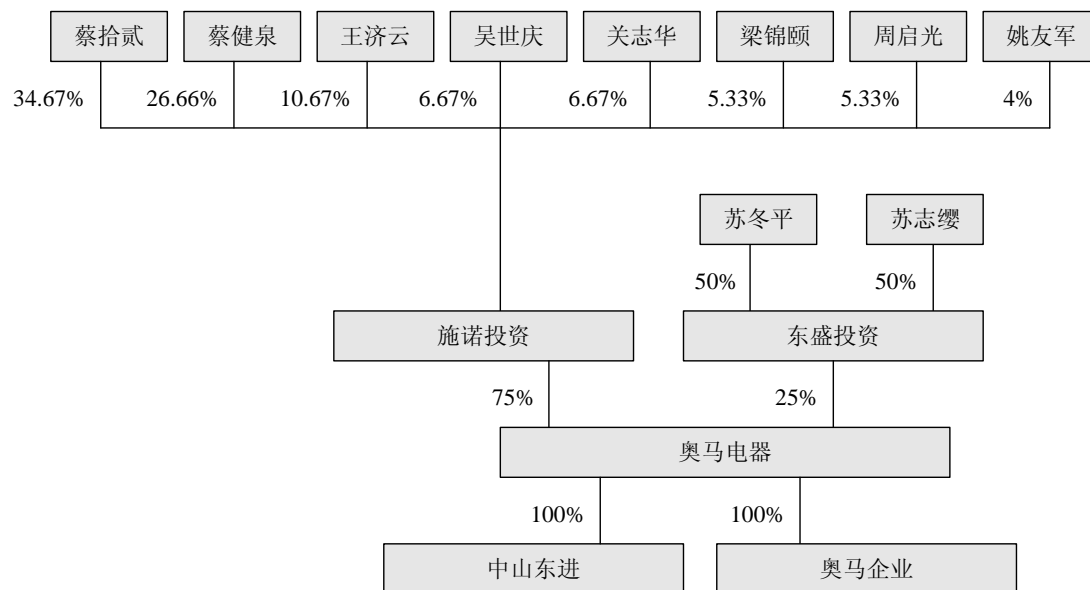 蔡拾贰 蔡健泉 王济云 吴世庆 关志华 梁锦颐 周启光 姚友军
34.67% 26.66% 10.67% 6.67% 6.67% 5.33% 5.33% 4%
苏冬平 苏志缨
50% 50%
施诺投资 东盛投资
75% 25%
奥马电器
100% 100%
中山东进 奥马企业